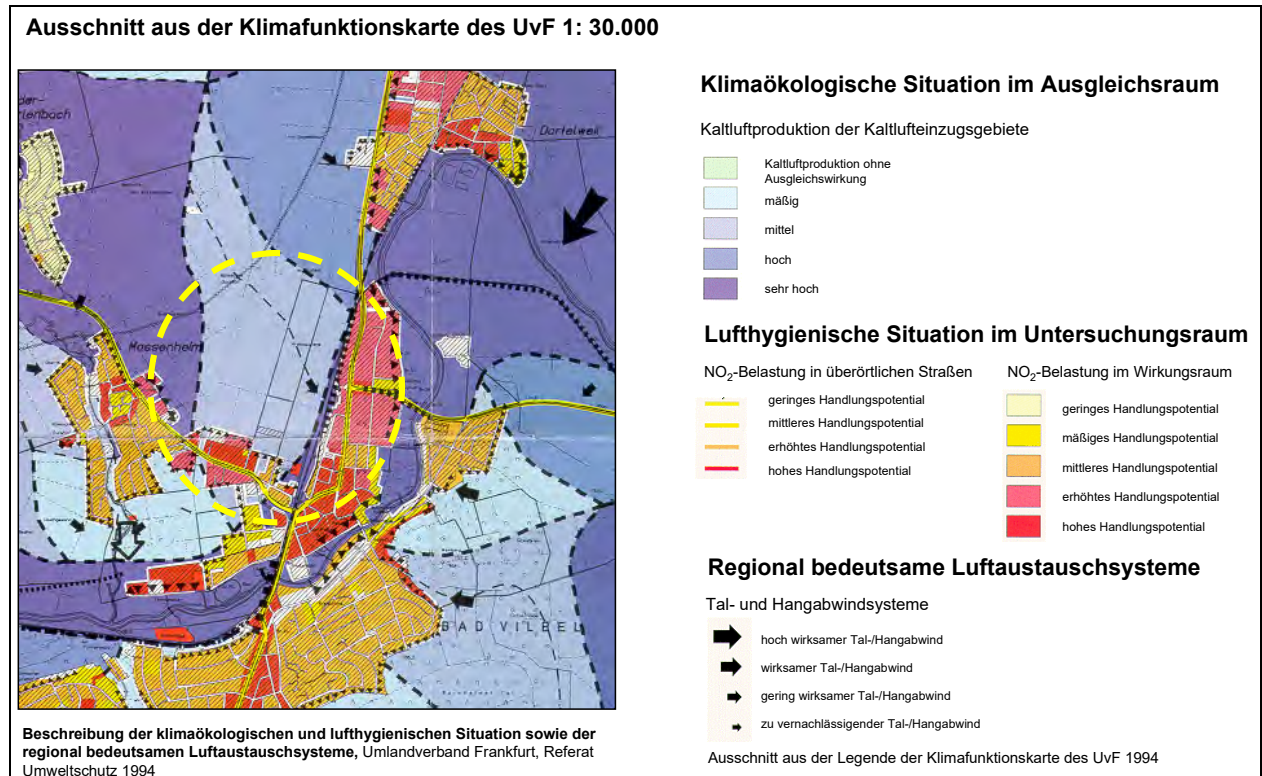 Ausschnitt aus der Klimafunktionskarte des UvF 1: 30.000
Dortelweil
Massenheim
BAD VILBEL
Beschreibung der klimaökologischen und lufthygienischen Situation sowie der
regional bedeutsamen Luftaustauschsysteme, Umlandverband Frankfurt, Referat
Umweltschutz 1994
Klimaökologische Situation im Ausgleichsraum
Kaltluftproduktion der Kaltlufteinzugsgebiete
Kaltluftproduktion ohne
Ausgleichswirkung
mäßig
mittel
hoch
sehr hoch
Lufthygienische Situation im Untersuchungsraum
NO2-Belastung in überörtlichen Straßen
geringes Handlungspotential
mittleres Handlungspotential
erhöhtes Handlungspotential
hohes Handlungspotential
NO2-Belastung im Wirkungsraum
geringes Handlungspotential
mäßiges Handlungspotential
mittleres Handlungspotential
erhöhtes Handlungspotential
hohes Handlungspotential
Regional bedeutsame Luftaustauschsysteme
Tal- und Hangabwindsysteme
hoch wirksamer Tal-/Hangabwind
wirksamer Tal-/Hangabwind
gering wirksamer Tal-/Hangabwind
zu vernachlässigender Tal-/Hangabwind
Ausschnitt aus der Legende der Klimafunktionskarte des UvF 1994